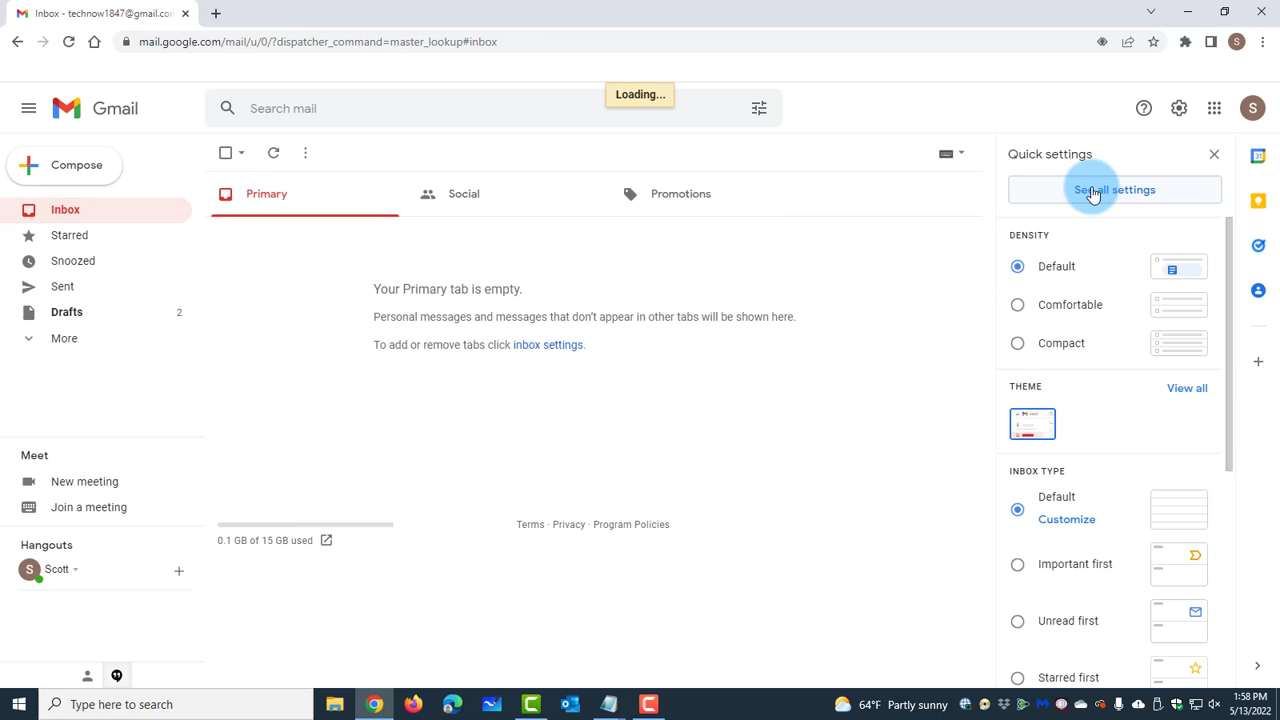 Inbox - technow1847@gmail.com
mail.google.com/mail/u/0/?dispatcher_command=master_lookup#inbox
S
Loading...
Gmail
Search mail
S
Compose
Quick settings
See all settings
Primary
Social
Promotions
Inbox
Starred
Snoozed
Sent
Drafts
2
More
Your Primary tab is empty.
Personal messages and messages that don't appear in other tabs will be shown here.
To add or remove tabs click inbox settings.
DENSITY
Default
Comfortable
Compact
THEME
View all
INBOX TYPE
Default
Customize
Important first
Unread first
Starred first
Meet
New meeting
Join a meeting
Hangouts
S
Scott
Terms · Privacy · Program Policies
0.1 GB of 15 GB used
Type here to search
64°F Partly sunny
1:58 PM
5/13/2022